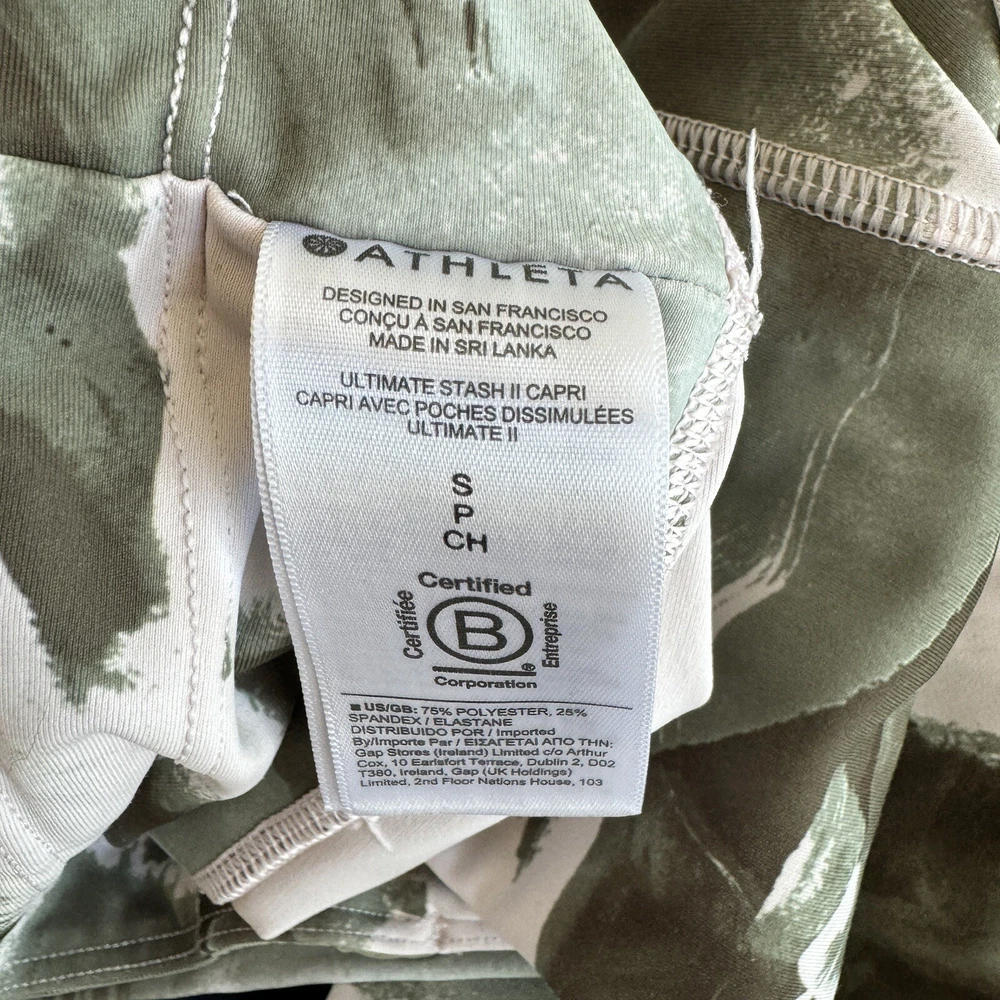 ATHLETA
DESIGNED IN SAN FRANCISCO
CONÇU À SAN FRANCISCO
MADE IN SRI LANKA
ULTIMATE STASH II CAPRI
CAPRI AVEC POCHES DISSIMULÉES
ULTIMATE II
S
P
CH
Certified
Certifiée
B
Entreprise
®
Corporation
US/GB: 75% POLYESTER, 25%
SPANDEX / ELASTANE
DISTRIBUIDO POR / Imported
By/Importe Par / ΕΙΣΑΓΕΤΑΙ ΑΠΟ ΤΗΝ:
Gap Stores (Ireland) Limited c/o Arthur
Cox, 10 Earlsfort Terrace, Dublin 2, D02
T380, Ireland, Gap (UK Holdings)
Limited, 2nd Floor Nations House, 103